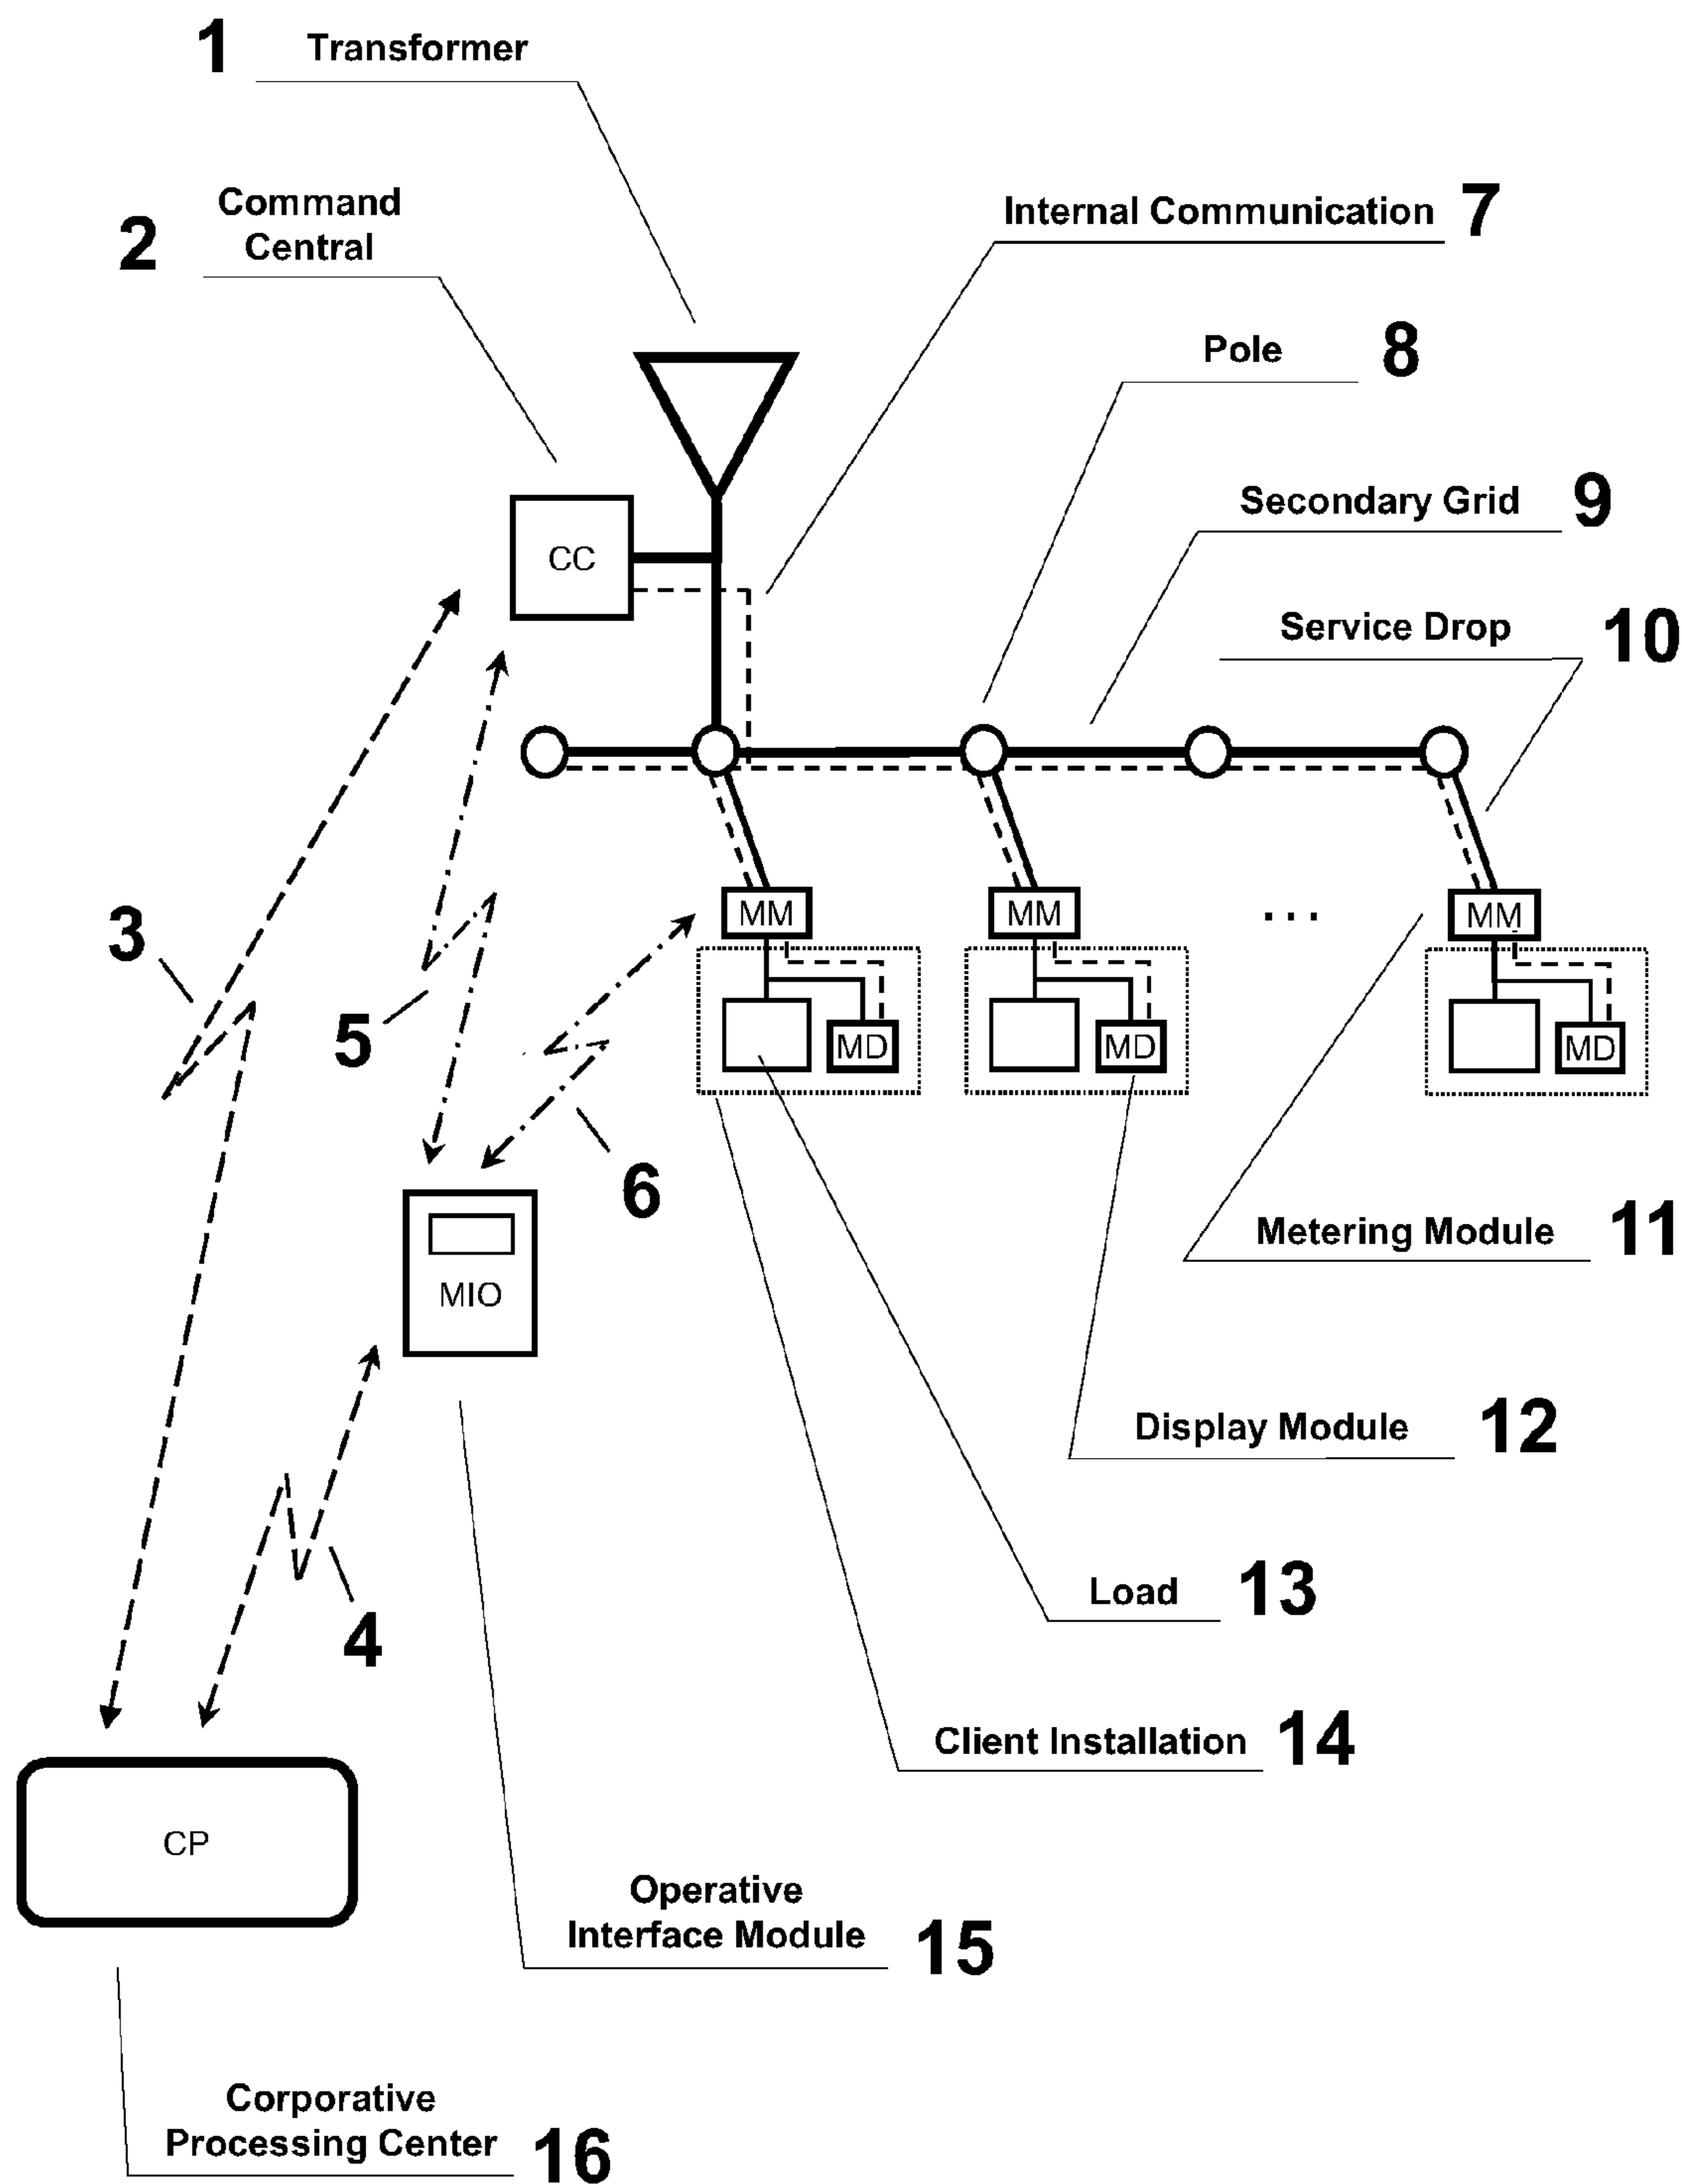 1 Transformer
2 Command
Central
Internal Communication 7
Pole 8
Secondary Grid 9
CC
Service Drop 10
3
5
MM
MM
...
MM
MD
MD
MD
6
Metering Module 11
MIO
Display Module 12
4
Load 13
Client Installation 14
CP
Operative
Interface Module 15
Corporative
Processing Center 16